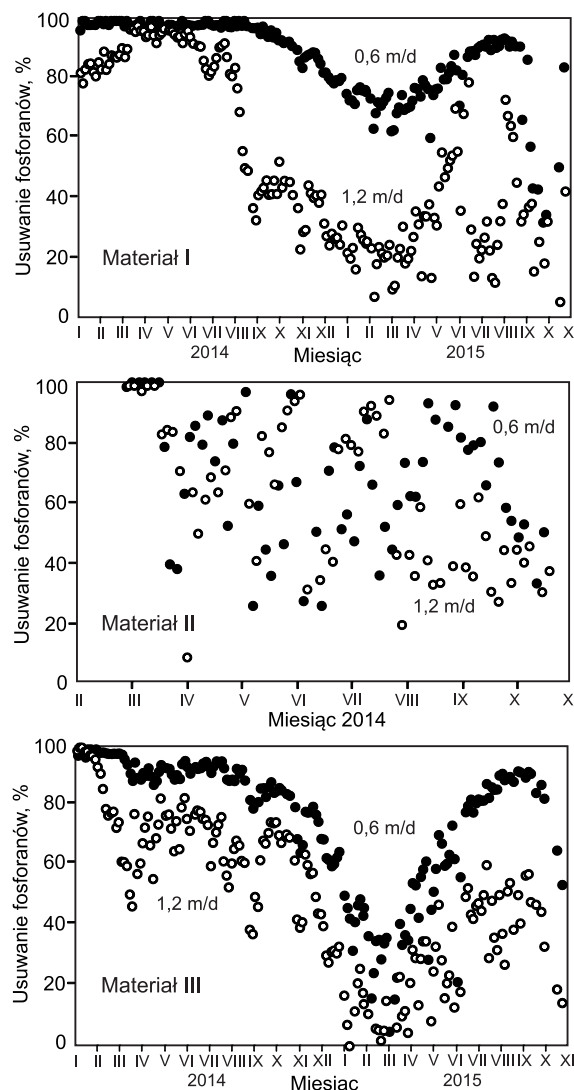 100
80
60
40
20
0
Usuwanie fosforanów, %
0,6 m/d
1,2 m/d
Materiał I
I II III IV V VI VII VIII IX X XI XII I II III IV V VI VII VIII IX X X
2014 Miesiąc 2015
100
80
60
40
20
0
Usuwanie fosforanów, %
0,6 m/d
1,2 m/d
Materiał II
II III IV V VI VII VIII IX X X
Miesiąc 2014
100
80
60
40
20
0
Usuwanie fosforanów, %
0,6 m/d
1,2 m/d
Materiał III
I II III IV V VI VII VIII IX X XI XII I II III IV V VI VII VIII IX X XI
2014 Miesiąc 2015